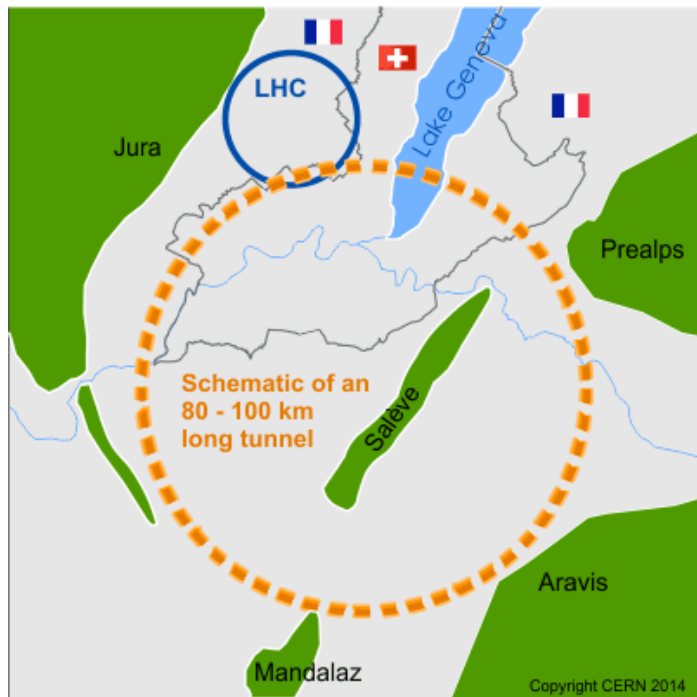 LHC
Lake Geneva
Jura
Prealps
Schematic of an
80 - 100 km
long tunnel
Salève
Aravis
Mandalaz
Copyright CERN 2014